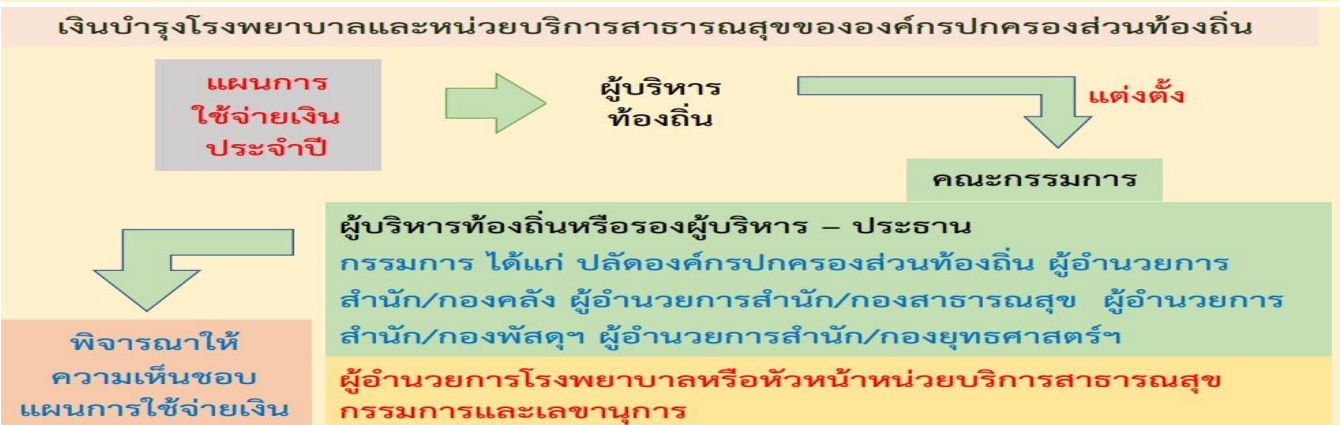 เงินบำรุงโรงพยาบาลและหน่วยบริการสาธารณสุขขององค์กรปกครองส่วนท้องถิ่น
แผนการ
ใช้จ่ายเงิน
ประจำปี
ผู้บริหาร
ท้องถิ่น
แต่งตั้ง
คณะกรรมการ
ผู้บริหารท้องถิ่นหรือรองผู้บริหาร – ประธาน
กรรมการ ได้แก่ ปลัดองค์กรปกครองส่วนท้องถิ่น ผู้อำนวยการ
สำนัก/กองคลัง ผู้อำนวยการสำนัก/กองสาธารณสุข ผู้อำนวยการ
สำนัก/กองพัสดุฯ ผู้อำนวยการสำนัก/กองยุทธศาสตร์ฯ
ผู้อำนวยการโรงพยาบาลหรือหัวหน้าหน่วยบริการสาธารณสุข
กรรมการและเลขานุการ
พิจารณาให้
ความเห็นชอบ
แผนการใช้จ่ายเงิน